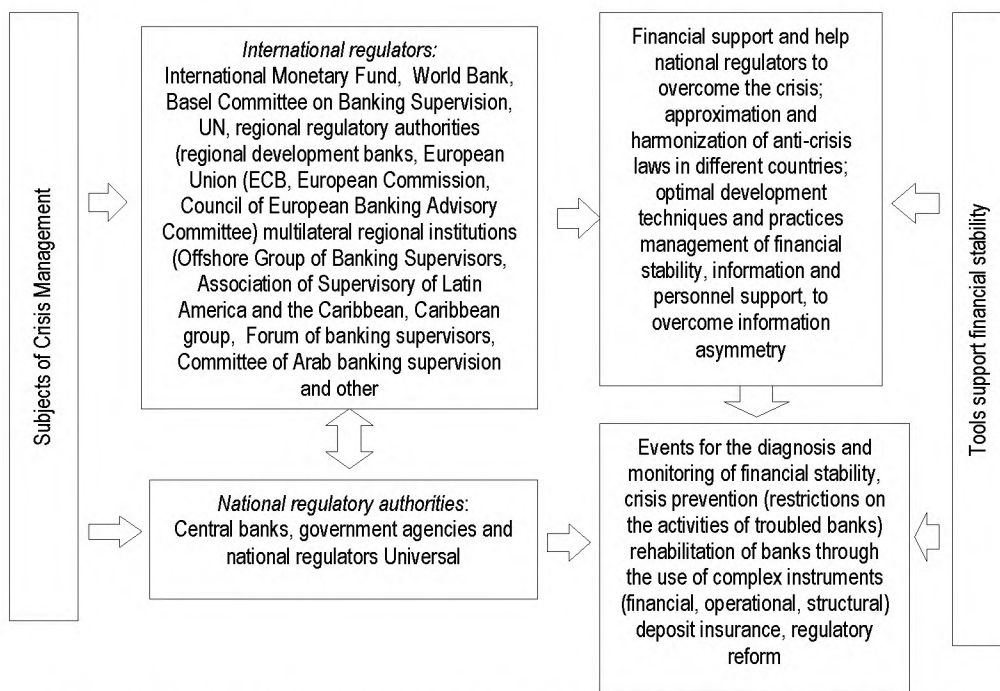 Subjects of Crisis Management
International regulators:
International Monetary Fund, World Bank,
Basel Committee on Banking Supervision,
UN, regional regulatory authorities
(regional development banks, European
Union (ECB, European Commission,
Council of European Banking Advisory
Committee) multilateral regional institutions
(Offshore Group of Banking Supervisors,
Association of Supervisory of Latin
America and the Caribbean, Caribbean
group, Forum of banking supervisors,
Committee of Arab banking supervision
and other
National regulatory authorities:
Central banks, government agencies and
national regulators Universal
Financial support and help
national regulators to
overcome the crisis;
approximation and
harmonization of anti-crisis
laws in different countries;
optimal development
techniques and practices
management of financial
stability, information and
personnel support, to
overcome information
asymmetry
Events for the diagnosis and
monitoring of financial stability,
crisis prevention (restrictions on
the activities of troubled banks)
rehabilitation of banks through
the use of complex instruments
(financial, operational, structural)
deposit insurance, regulatory
reform
Tools support financial stability